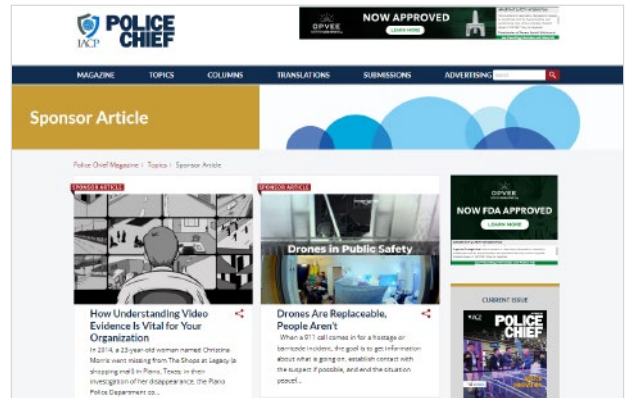 IACP
POLICE
CHIEF
OPVEE
NOW APPROVED
LEARN MORE
MAGAZINE
TOPICS
COLUMNS
TRANSLATIONS
SUBMISSIONS
ADVERTISING
Sponsor Article
Police Chief Magazine
Topics
Sponsor Article
SPONSOR ARTICLE
How Understanding Video
Evidence Is Vital for Your
Organization
In 2014, a 23-year-old woman named Christina
Morris went missing from The Shops at Legacy (a
shopping mall) in Plano, Texas; in their
investigation of her disappearance, the Plano
Police Department co...
SPONSOR ARTICLE
Drones in Public Safety
Drones Are Replaceable,
People Aren't
When a 911 call comes in for a hostage or
barricade incident, the goal is to get information
about what is going on, establish contact with
the suspect if possible, and end the situation
peacef...
OPVEE
NOW FDA APPROVED
LEARN MORE
CURRENT ISSUE
POLICE
CHIEF